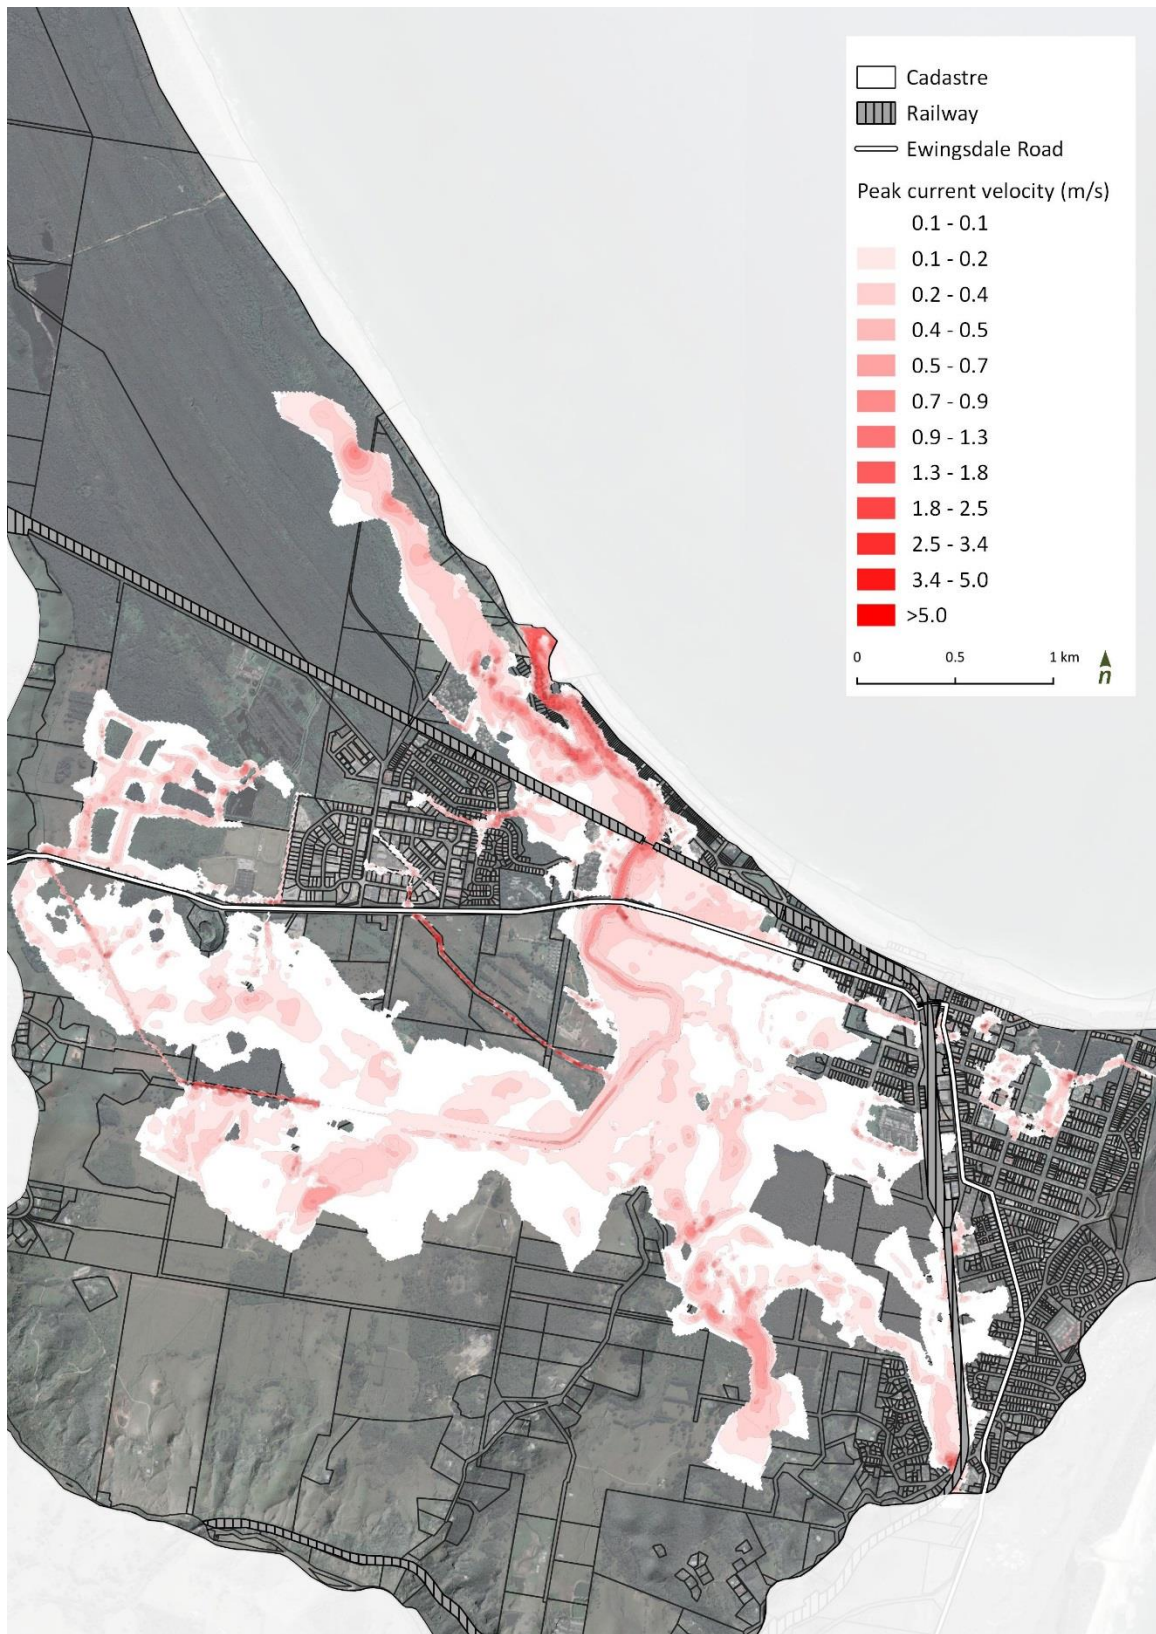 Cadastre
Railway
Ewingsdale Road
Peak current velocity (m/s)
0.1 - 0.1
0.1 - 0.2
0.2 - 0.4
0.4 - 0.5
0.5 - 0.7
0.7 - 0.9
0.9 - 1.3
1.3 - 1.8
1.8 - 2.5
2.5 - 3.4
3.4 - 5.0
>5.0
0 0.5 1 km
n